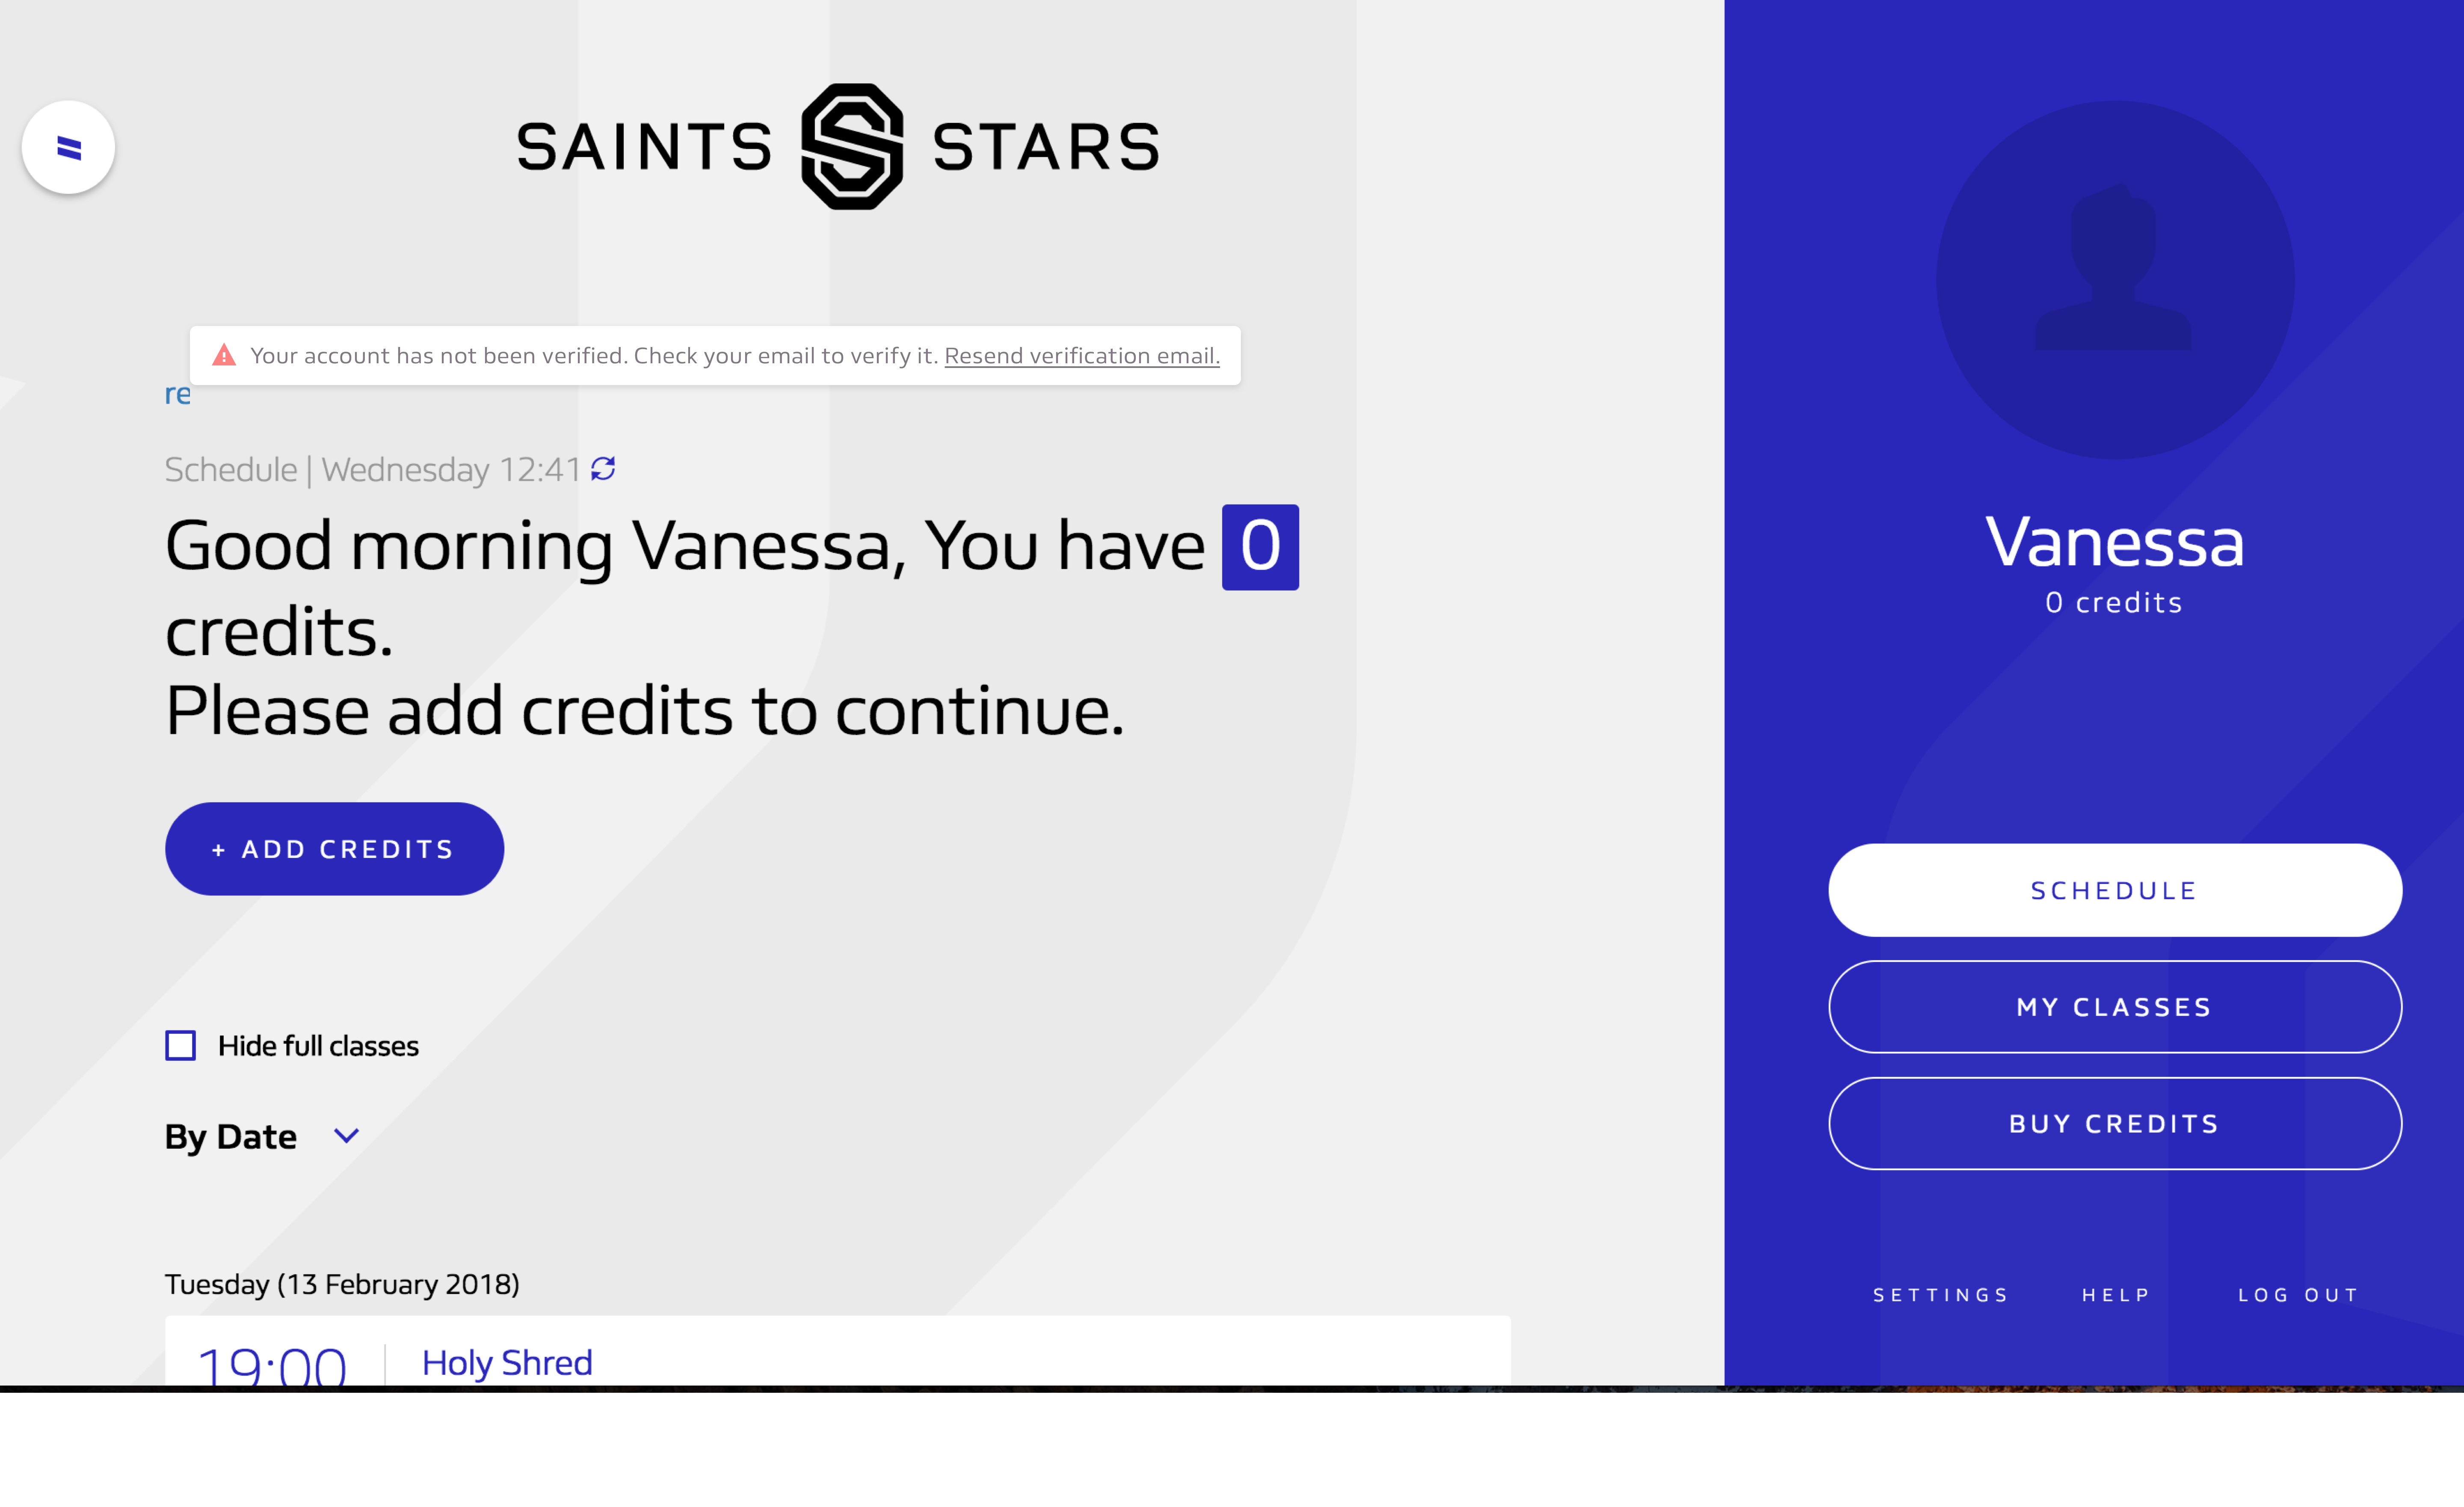 SAINTS STARS
Your account has not been verified. Check your email to verify it. Resend verification email.
re
Schedule | Wednesday 12:41
Good morning Vanessa, You have 0
credits.
Please add credits to continue.
+ ADD CREDITS
Hide full classes
By Date
Tuesday (13 February 2018)
19:00 Holy Shred
Vanessa
0 credits
SCHEDULE
MY CLASSES
BUY CREDITS
SETTINGS HELP LOG OUT